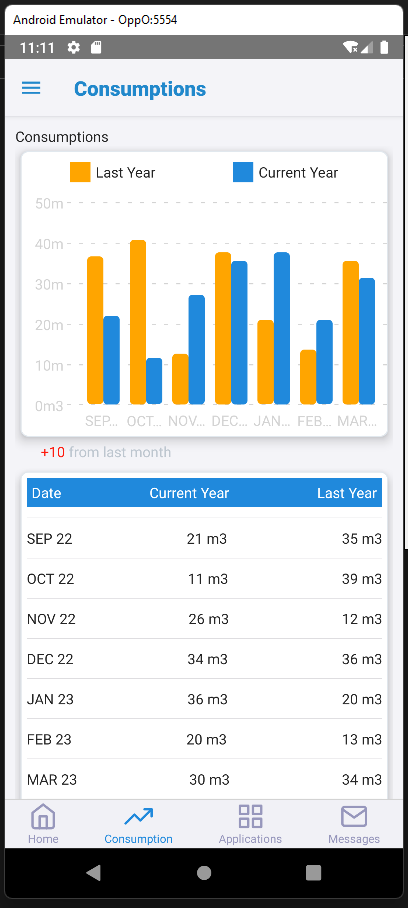 Android Emulator - OppO:5554
11:11
Consumptions
Consumptions
Last Year Current Year
50m
40m
30m
20m
10m
0m3
SEP... OCT... NOV... DEC... JAN... FEB... MAR...
+10 from last month
Date Current Year Last Year
SEP 22 21 m3 35 m3
OCT 22 11 m3 39 m3
NOV 22 26 m3 12 m3
DEC 22 34 m3 36 m3
JAN 23 36 m3 20 m3
FEB 23 20 m3 13 m3
MAR 23 30 m3 34 m3
Home Consumption Applications Messages